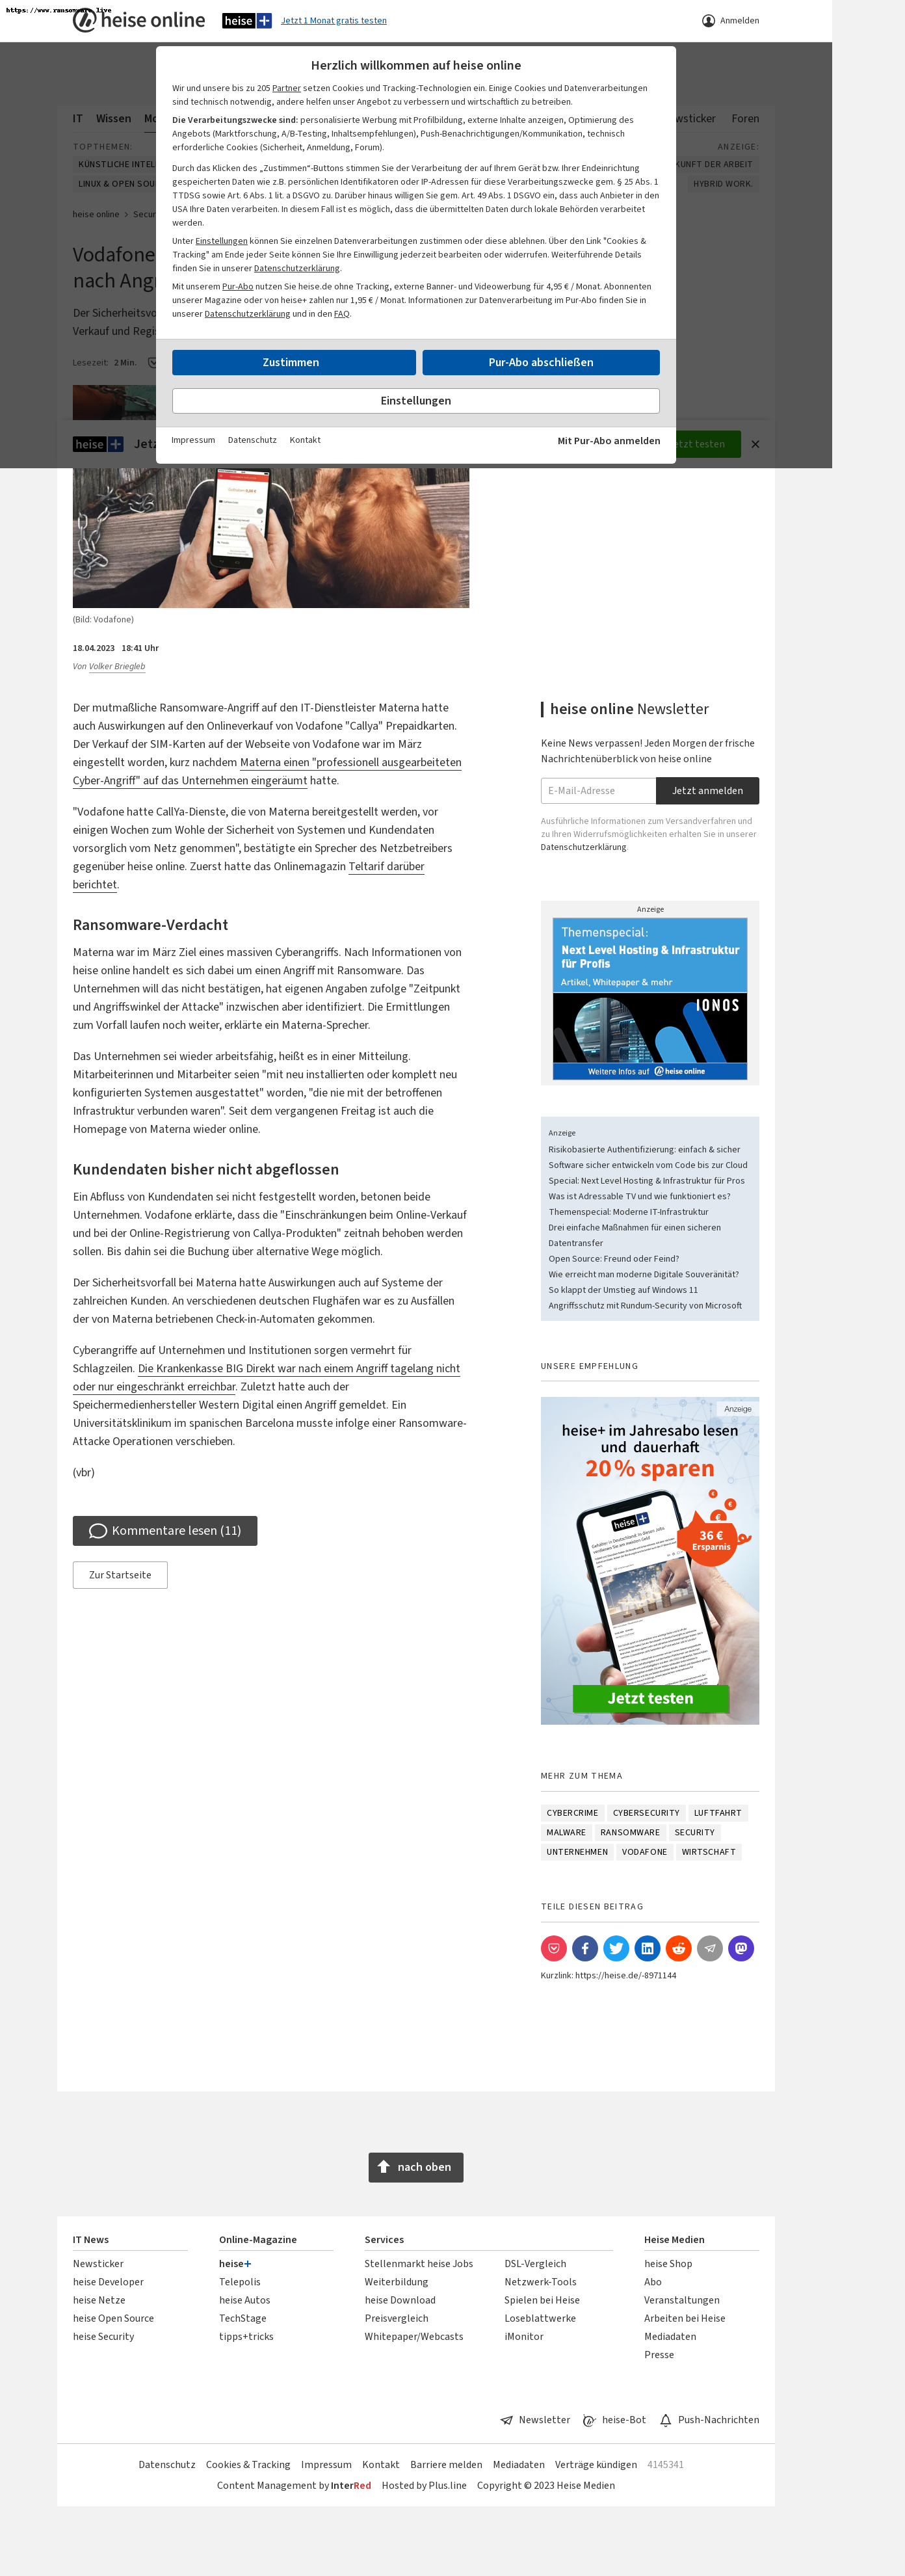 https://www.ransomware.live
heise online
heise +
Jetzt 1 Monat gratis testen
Anmelden
Herzlich willkommen auf heise online
Wir und unsere bis zu 205 Partner setzen Cookies und Tracking-Technologien ein. Einige Cookies und Datenverarbeitungen
sind technisch notwendig, andere helfen unser Angebot zu verbessern und wirtschaftlich zu betreiben.
Die Verarbeitungszwecke sind: personalisierte Werbung mit Profilbildung, externe Inhalte anzeigen, Optimierung des
Angebots (Marktforschung, A/B-Testing, Inhaltsempfehlungen), Push-Benachrichtigungen/Kommunikation, technisch
erforderliche Cookies (Sicherheit, Anmeldung, Forum).
Durch das Klicken des „Zustimmen“-Buttons stimmen Sie der Verarbeitung der auf Ihrem Gerät bzw. Ihrer Endeinrichtung
gespeicherten Daten wie z.B. persönlichen Identifikatoren oder IP-Adressen für diese Verarbeitungszwecke gem. § 25 Abs. 1
TTDSG sowie Art. 6 Abs. 1 lit. a DSGVO zu. Darüber hinaus willigen Sie gem. Art. 49 Abs. 1 DSGVO ein, dass auch Anbieter in den
USA Ihre Daten verarbeiten. In diesem Fall ist es möglich, dass die übermittelten Daten durch lokale Behörden verarbeitet
werden.
Unter Einstellungen können Sie einzelnen Datenverarbeitungen zustimmen oder diese ablehnen. Über den Link "Cookies &
Tracking" am Ende jeder Seite können Sie Ihre Einwilligung jederzeit bearbeiten oder widerrufen. Weiterführende Details
finden Sie in unserer Datenschutzerklärung.
Mit unserem Pur-Abo nutzen Sie heise.de ohne Tracking, externe Banner- und Videowerbung für 4,95 € / Monat. Abonnenten
unserer Magazine oder von heise+ zahlen nur 1,95 € / Monat. Informationen zur Datenverarbeitung im Pur-Abo finden Sie in
unserer Datenschutzerklärung und in den FAQ.
Zustimmen
Pur-Abo abschließen
Einstellungen
Impressum
Datenschutz
Kontakt
Mit Pur-Abo anmelden
IT Wissen Mo
wsticker Foren
TOPTHEMEN:
ANZEIGE:
KÜNSTLICHE INTEL
KUNFT DER ARBEIT
LINUX & OPEN SOU
HYBRID WORK.
heise online > Secur
Vodafone
nach Angr
Der Sicherheitsvo
Verkauf und Regis
Lesezeit: 2 Min.
heise + Jetz
etzt testen
Callya
(Bild: Vodafone)
18.04.2023 18:41 Uhr
Von Volker Briegleb
Der mutmaßliche Ransomware-Angriff auf den IT-Dienstleister Materna hatte
auch Auswirkungen auf den Onlineverkauf von Vodafone "Callya" Prepaidkarten.
Der Verkauf der SIM-Karten auf der Webseite von Vodafone war im März
eingestellt worden, kurz nachdem Materna einen "professionell ausgearbeiteten
Cyber-Angriff" auf das Unternehmen eingeräumt hatte.
"Vodafone hatte CallYa-Dienste, die von Materna bereitgestellt werden, vor
einigen Wochen zum Wohle der Sicherheit von Systemen und Kundendaten
vorsorglich vom Netz genommen", bestätigte ein Sprecher des Netzbetreibers
gegenüber heise online. Zuerst hatte das Onlinemagazin Teltarif darüber
berichtet.
Ransomware-Verdacht
Materna war im März Ziel eines massiven Cyberangriffs. Nach Informationen von
heise online handelt es sich dabei um einen Angriff mit Ransomware. Das
Unternehmen will das nicht bestätigen, hat eigenen Angaben zufolge "Zeitpunkt
und Angriffswinkel der Attacke" inzwischen aber identifiziert. Die Ermittlungen
zum Vorfall laufen noch weiter, erklärte ein Materna-Sprecher.
Das Unternehmen sei wieder arbeitsfähig, heißt es in einer Mitteilung.
Mitarbeiterinnen und Mitarbeiter seien "mit neu installierten oder komplett neu
konfigurierten Systemen ausgestattet" worden, "die nie mit der betroffenen
Infrastruktur verbunden waren". Seit dem vergangenen Freitag ist auch die
Homepage von Materna wieder online.
Kundendaten bisher nicht abgeflossen
Ein Abfluss von Kundendaten sei nicht festgestellt worden, betonen beide
Unternehmen. Vodafone erklärte, dass die "Einschränkungen beim Online-Verkauf
und bei der Online-Registrierung von Callya-Produkten" zeitnah behoben werden
sollen. Bis dahin sei die Buchung über alternative Wege möglich.
Der Sicherheitsvorfall bei Materna hatte Auswirkungen auch auf Systeme der
zahlreichen Kunden. An verschiedenen deutschen Flughäfen war es zu Ausfällen
der von Materna betriebenen Check-in-Automaten gekommen.
Cyberangriffe auf Unternehmen und Institutionen sorgen vermehrt für
Schlagzeilen. Die Krankenkasse BIG Direkt war nach einem Angriff tagelang nicht
oder nur eingeschränkt erreichbar. Zuletzt hatte auch der
Speichermedienhersteller Western Digital einen Angriff gemeldet. Ein
Universitätsklinikum im spanischen Barcelona musste infolge einer Ransomware-
Attacke Operationen verschieben.
(vbr)
Kommentare lesen (11)
Zur Startseite
heise online Newsletter
Keine News verpassen! Jeden Morgen der frische
Nachrichtenüberblick von heise online
E-Mail-Adresse
Jetzt anmelden
Ausführliche Informationen zum Versandverfahren und
zu Ihren Widerrufsmöglichkeiten erhalten Sie in unserer
Datenschutzerklärung.
Anzeige
Themenspecial:
Next Level Hosting & Infrastruktur
für Profis
Artikel, Whitepaper & mehr
IONOS
Weitere Infos auf heise online
Anzeige
Risikobasierte Authentifizierung: einfach & sicher
Software sicher entwickeln vom Code bis zur Cloud
Special: Next Level Hosting & Infrastruktur für Pros
Was ist Adressable TV und wie funktioniert es?
Themenspecial: Moderne IT-Infrastruktur
Drei einfache Maßnahmen für einen sicheren
Datentransfer
Open Source: Freund oder Feind?
Wie erreicht man moderne Digitale Souveränität?
So klappt der Umstieg auf Windows 11
Angriffsschutz mit Rundum-Security von Microsoft
UNSERE EMPFEHLUNG
Anzeige
heise+ im Jahresabo lesen
und dauerhaft
20% sparen
heise +
36 €
Ersparnis
Jetzt testen
MEHR ZUM THEMA
CYBERCRIME CYBERSECURITY LUFTFAHRT
MALWARE RANSOMWARE SECURITY
UNTERNEHMEN VODAFONE WIRTSCHAFT
TEILE DIESEN BEITRAG
Kurzlink: https://heise.de/-8971144
nach oben
IT News
Newsticker
heise Developer
heise Netze
heise Open Source
heise Security
Online-Magazine
heise+
Telepolis
heise Autos
TechStage
tipps+tricks
Services
Stellenmarkt heise Jobs
Weiterbildung
heise Download
Preisvergleich
Whitepaper/Webcasts
DSL-Vergleich
Netzwerk-Tools
Spielen bei Heise
Loseblattwerke
iMonitor
Heise Medien
heise Shop
Abo
Veranstaltungen
Arbeiten bei Heise
Mediadaten
Presse
Newsletter
heise-Bot
Push-Nachrichten
Datenschutz Cookies & Tracking Impressum Kontakt Barriere melden Mediadaten Verträge kündigen 4145341
Content Management by InterRed Hosted by Plus.line Copyright © 2023 Heise Medien